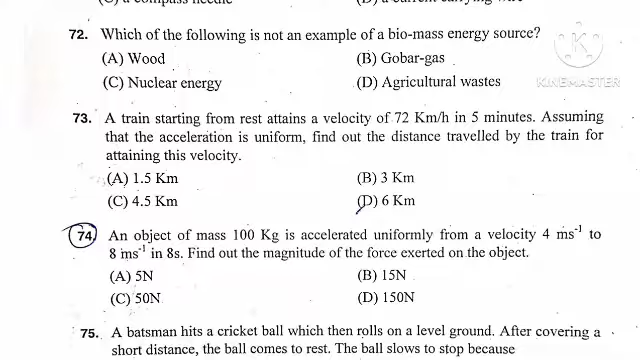 (C) a compass needle (D) a current carrying wire
72. Which of the following is not an example of a bio-mass energy source?
(A) Wood (B) Gobar-gas
(C) Nuclear energy (D) Agricultural wastes
KINEMASTER
73. A train starting from rest attains a velocity of 72 Km/h in 5 minutes. Assuming
that the acceleration is uniform, find out the distance travelled by the train for
attaining this velocity.
(A) 1.5 Km (B) 3 Km
(C) 4.5 Km (D) 6 Km
74. An object of mass 100 Kg is accelerated uniformly from a velocity 4 ms⁻¹ to
8 ms⁻¹ in 8s. Find out the magnitude of the force exerted on the object.
(A) 5N (B) 15N
(C) 50N (D) 150N
75. A batsman hits a cricket ball which then rolls on a level ground. After covering a
short distance, the ball comes to rest. The ball slows to stop because